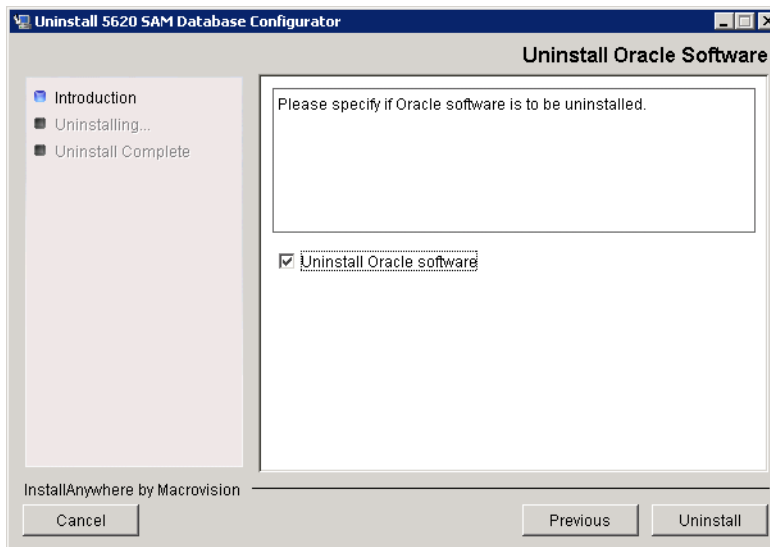 Uninstall 5620 SAM Database Configurator
Uninstall Oracle Software
Introduction
Uninstalling...
Uninstall Complete
Please specify if Oracle software is to be uninstalled.
Uninstall Oracle software
InstallAnywhere by Macrovision
Cancel
Previous
Uninstall